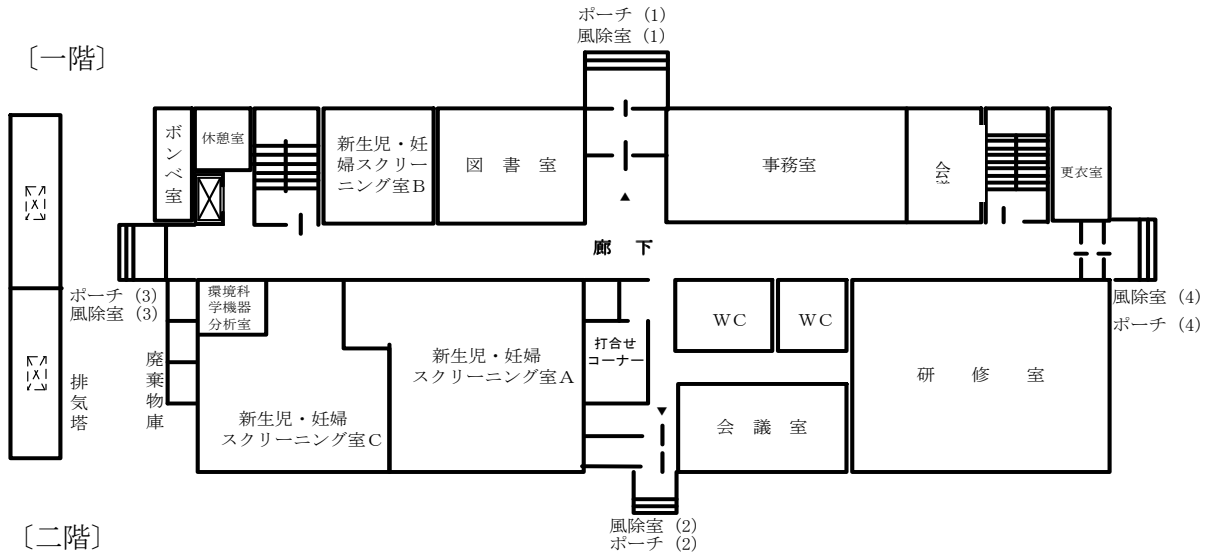 ポーチ (1)
風除室 (1)
〔一階〕
ボンベ室
休憩室
新生児・妊
婦スクリー
ニング室B
図書室
事務室
会議
更衣室
廊下
ポーチ (3)
風除室 (3)
環境科
学機器
分析室
WC
WC
風除室 (4)
ポーチ (4)
打合せ
コーナー
新生児・妊婦
スクリーニング室A
研修室
廃棄物庫
排気塔
新生児・妊婦
スクリーニング室C
会議室
風除室 (2)
ポーチ (2)
〔二階〕